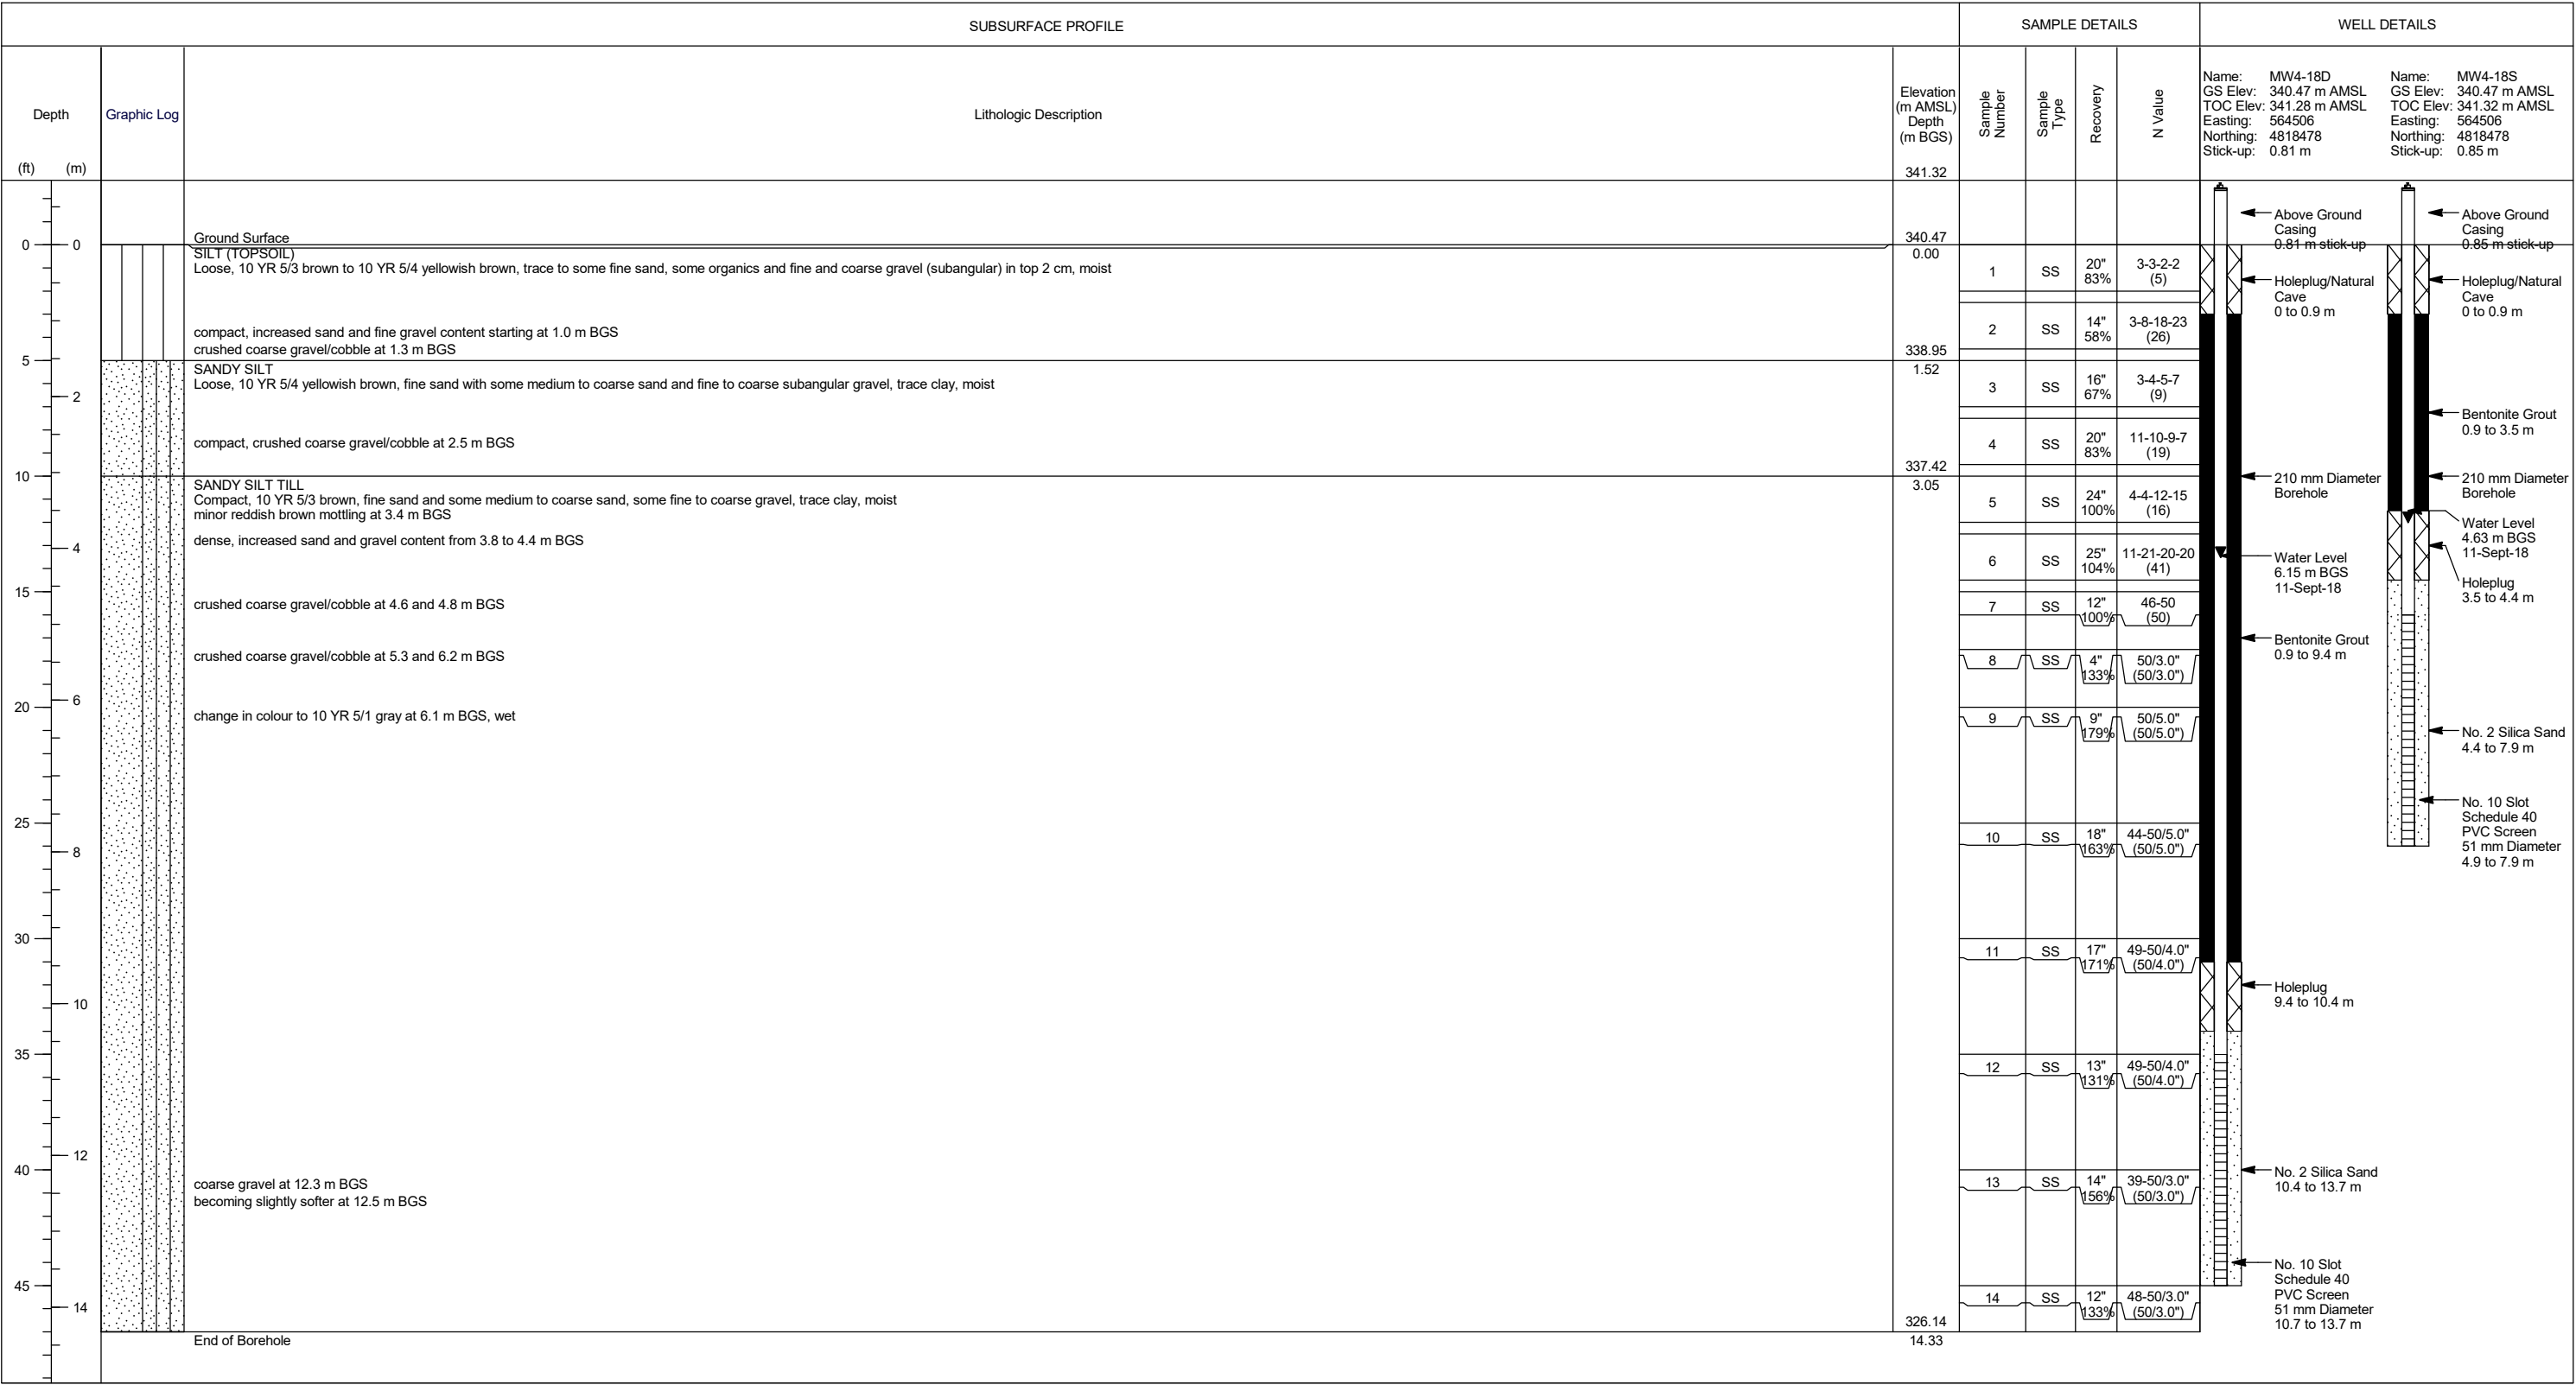 SUBSURFACE PROFILE
SAMPLE DETAILS
WELL DETAILS
Depth
(ft) (m)
Graphic Log
Lithologic Description
Elevation
(m AMSL)
Depth
(m BGS)
341.32
Sample
Number
Sample
Type
Recovery
N Value
Name: MW4-18D
GS Elev: 340.47 m AMSL
TOC Elev: 341.28 m AMSL
Easting: 564506
Northing: 4818478
Stick-up: 0.81 m
Name: MW4-18S
GS Elev: 340.47 m AMSL
TOC Elev: 341.32 m AMSL
Easting: 564506
Northing: 4818478
Stick-up: 0.85 m
0
5
10
15
20
25
30
35
40
45
0
2
4
6
8
10
12
14
Ground Surface
SILT (TOPSOIL)
Loose, 10 YR 5/3 brown to 10 YR 5/4 yellowish brown, trace to some fine sand, some organics and fine and coarse gravel (subangular) in top 2 cm, moist
compact, increased sand and fine gravel content starting at 1.0 m BGS
crushed coarse gravel/cobble at 1.3 m BGS
SANDY SILT
Loose, 10 YR 5/4 yellowish brown, fine sand with some medium to coarse sand and fine to coarse subangular gravel, trace clay, moist
compact, crushed coarse gravel/cobble at 2.5 m BGS
SANDY SILT TILL
Compact, 10 YR 5/3 brown, fine sand and some medium to coarse sand, some fine to coarse gravel, trace clay, moist
minor reddish brown mottling at 3.4 m BGS
dense, increased sand and gravel content from 3.8 to 4.4 m BGS
crushed coarse gravel/cobble at 4.6 and 4.8 m BGS
crushed coarse gravel/cobble at 5.3 and 6.2 m BGS
change in colour to 10 YR 5/1 gray at 6.1 m BGS, wet
coarse gravel at 12.3 m BGS
becoming slightly softer at 12.5 m BGS
End of Borehole
340.47
0.00
338.95
1.52
337.42
3.05
326.14
14.33
1 SS 20" 3-3-2-2
83% (5)
2 SS 14" 3-8-18-23
58% (26)
3 SS 16" 3-4-5-7
67% (9)
4 SS 20" 11-10-9-7
83% (19)
5 SS 24" 4-4-12-15
100% (16)
6 SS 25" 11-21-20-20
104% (41)
7 SS 12" 46-50
100% (50)
8 SS 4" 50/3.0"
133% (50/3.0")
9 SS 9" 50/5.0"
179% (50/5.0")
10 SS 18" 44-50/5.0"
163% (50/5.0")
11 SS 17" 49-50/4.0"
171% (50/4.0")
12 SS 13" 49-50/4.0"
131% (50/4.0")
13 SS 14" 39-50/3.0"
156% (50/3.0")
14 SS 12" 48-50/3.0"
133% (50/3.0")
Above Ground
Casing
0.81 m stick-up
Holeplug/Natural
Cave
0 to 0.9 m
210 mm Diameter
Borehole
Water Level
6.15 m BGS
11-Sept-18
Bentonite Grout
0.9 to 9.4 m
Holeplug
9.4 to 10.4 m
No. 2 Silica Sand
10.4 to 13.7 m
No. 10 Slot
Schedule 40
PVC Screen
51 mm Diameter
10.7 to 13.7 m
Above Ground
Casing
0.85 m stick-up
Holeplug/Natural
Cave
0 to 0.9 m
Bentonite Grout
0.9 to 3.5 m
210 mm Diameter
Borehole
Water Level
4.63 m BGS
11-Sept-18
Holeplug
3.5 to 4.4 m
No. 2 Silica Sand
4.4 to 7.9 m
No. 10 Slot
Schedule 40
PVC Screen
51 mm Diameter
4.9 to 7.9 m